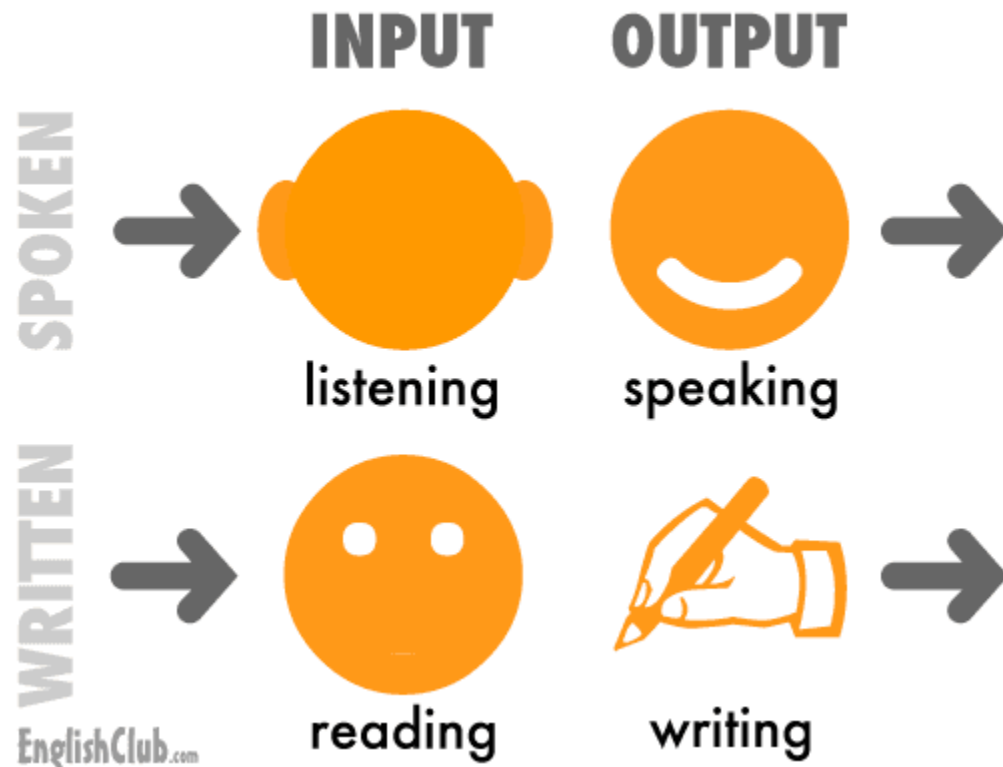 INPUT OUTPUT
SPOKEN
listening speaking
WRITTEN
reading writing
EnglishClub.com